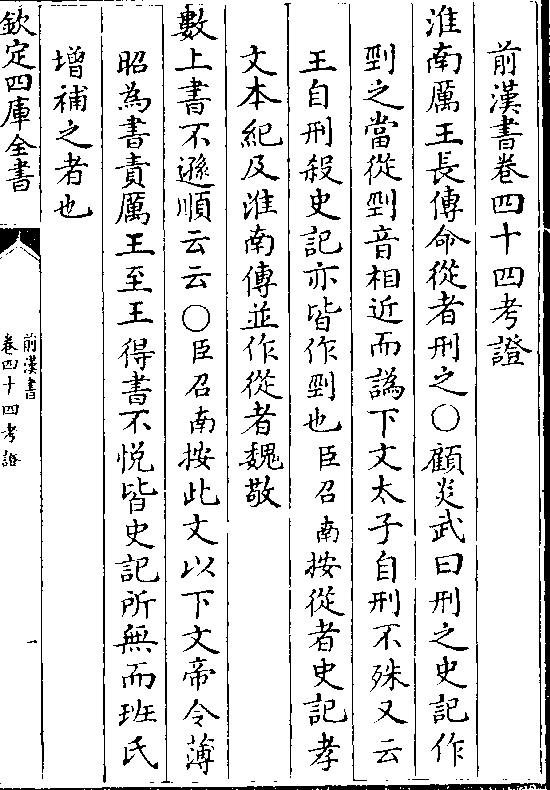 前漢書卷四十四考證
淮南厲王長傳命從者刑之○顧炎武曰刑之史記作
剄之當從剄音相近而譌下文太子自刑不殊又云
王自刑殺史記亦皆作剄也臣召南按從者史記孝
文本紀及淮南傳並作從者魏敬
數上書不遜順云云○臣召南按此文以下文帝令薄
昭為書責厲王至王得書不悅皆史記所無而班氏
增補之者也
欽定四庫全書
前漢書
卷四十四考證
一